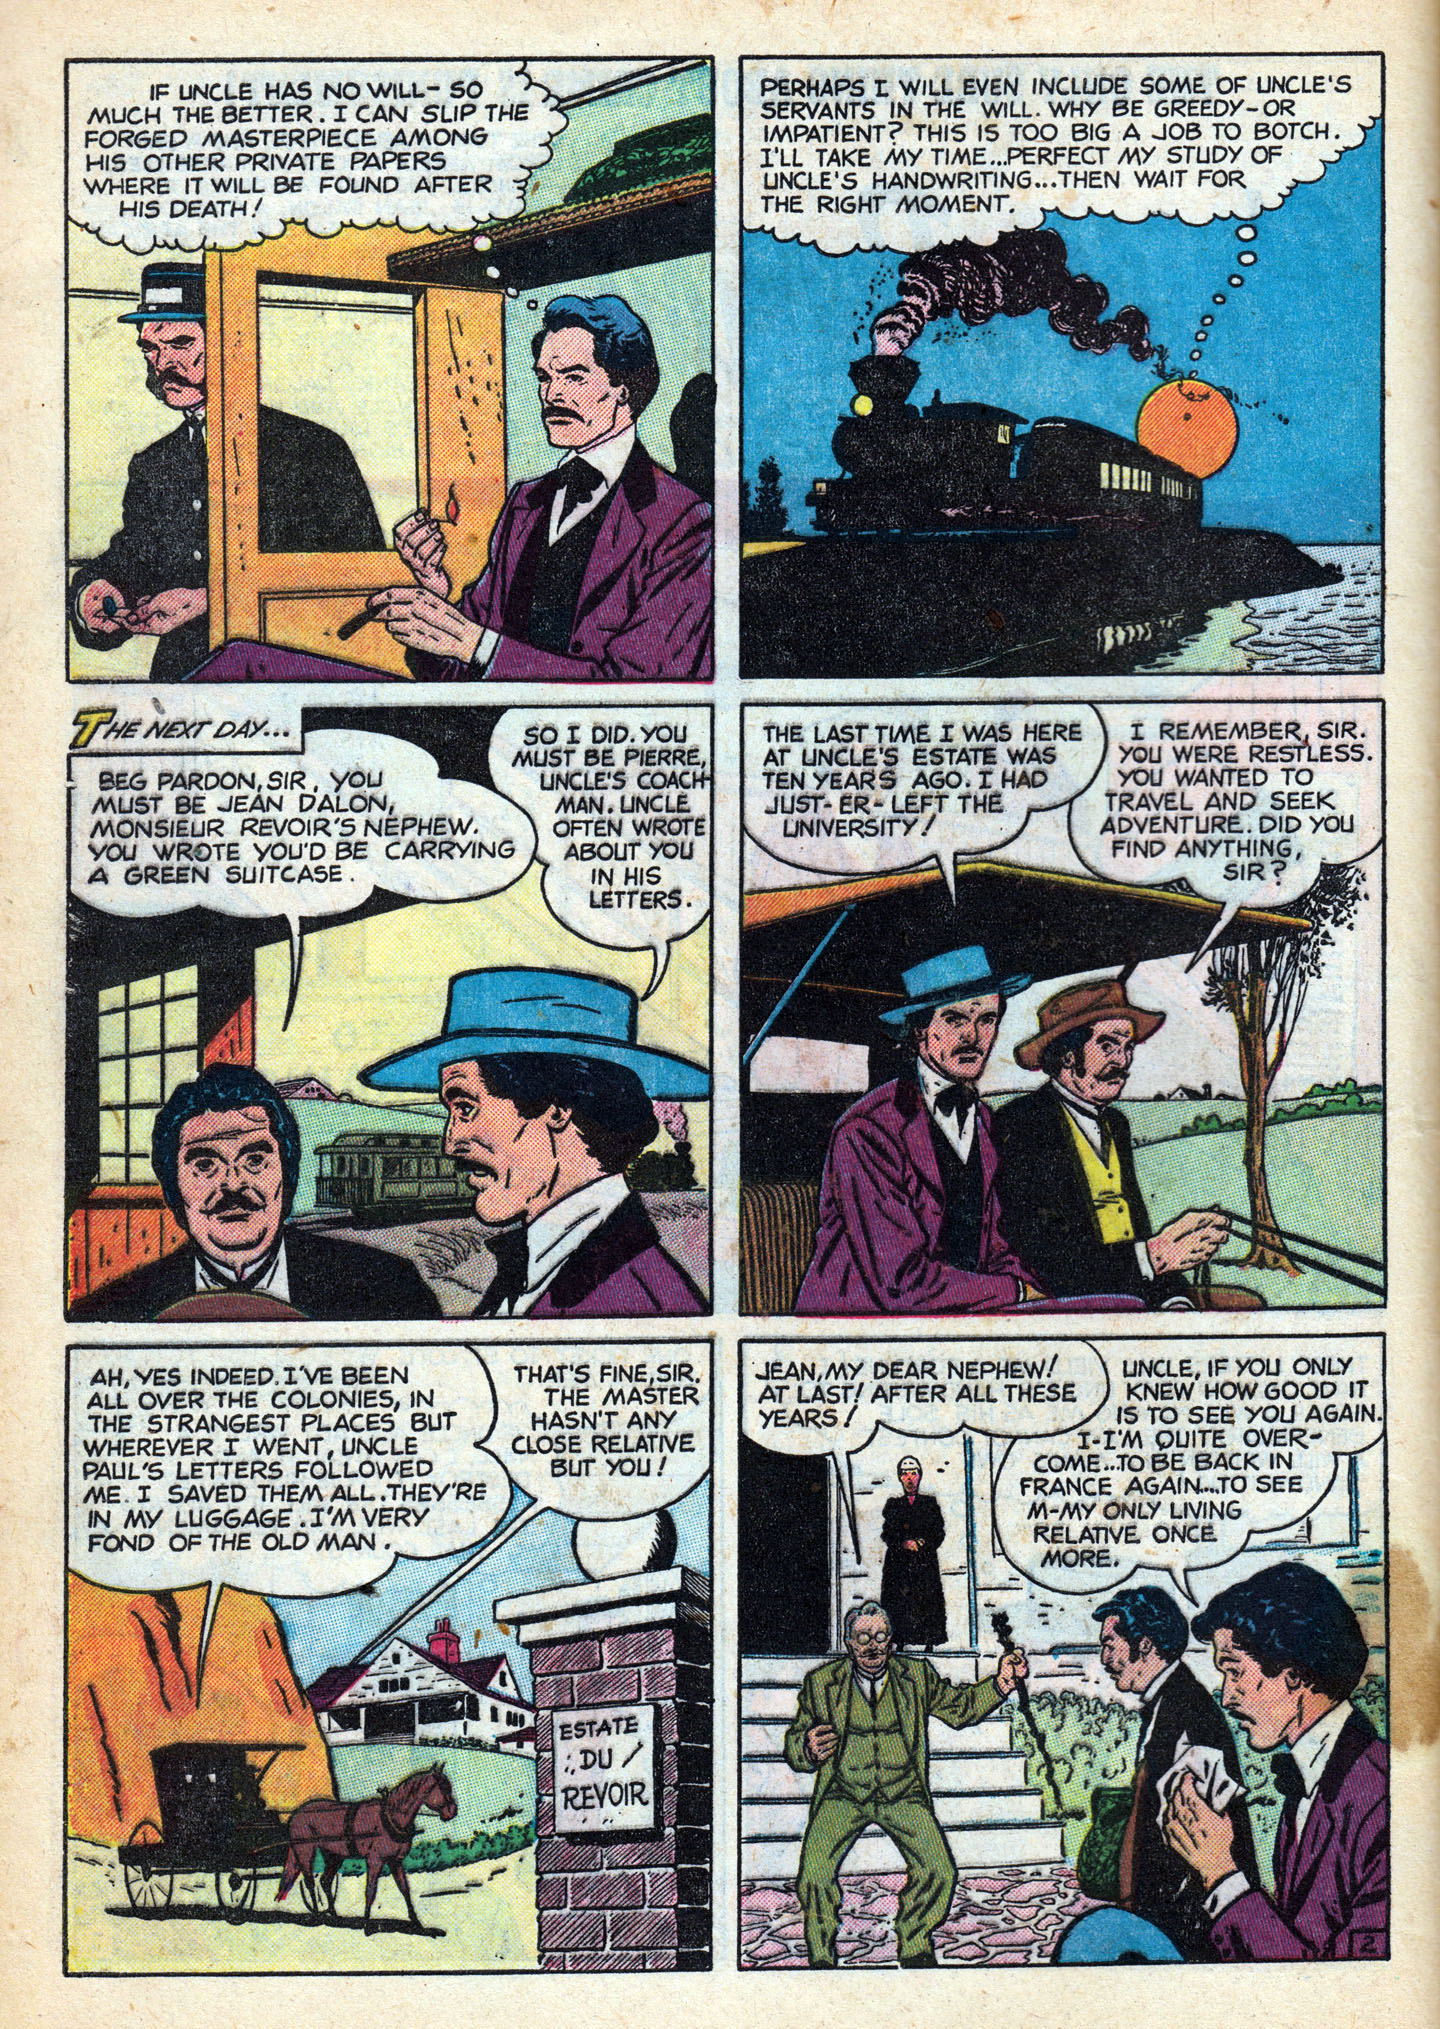 IF UNCLE HAS NO WILL- SO
MUCH THE BETTER. I CAN SLIP THE
FORGED MASTERPIECE AMONG
HIS OTHER PRIVATE PAPERS
WHERE IT WILL BE FOUND AFTER
HIS DEATH!
PERHAPS I WILL EVEN INCLUDE SOME OF UNCLE'S
SERVANTS IN THE WILL. WHY BE GREEDY-OR
IMPATIENT? THIS IS TOO BIG A JOB TO BOTCH.
I'LL TAKE MY TIME...PERFECT MY STUDY OF
UNCLE'S HANDWRITING...THEN WAIT FOR
THE RIGHT MOMENT.
THE NEXT DAY...
BEG PARDON, SIR, YOU
MUST BE JEAN DALON,
MONSIEUR REVOIR'S NEPHEW.
YOU WROTE YOU'D BE CARRYING
A GREEN SUITCASE.
SO I DID. YOU
MUST BE PIERRE,
UNCLE'S COACH-
MAN. UNCLE
OFTEN WROTE
ABOUT YOU
IN HIS
LETTERS.
THE LAST TIME I WAS HERE
AT UNCLE'S ESTATE WAS
TEN YEARS AGO. I HAD
JUST-ER-LEFT THE
UNIVERSITY!
I REMEMBER, SIR.
YOU WERE RESTLESS.
YOU WANTED TO
TRAVEL AND SEEK
ADVENTURE. DID YOU
FIND ANYTHING,
SIR?
AH, YES INDEED. I'VE BEEN
ALL OVER THE COLONIES, IN
THE STRANGEST PLACES BUT
WHEREVER I WENT, UNCLE
PAUL'S LETTERS FOLLOWED
ME. I SAVED THEM ALL. THEY'RE
IN MY LUGGAGE. I'M VERY
FOND OF THE OLD MAN.
THAT'S FINE, SIR.
THE MASTER
HASN'T ANY
CLOSE RELATIVE
BUT YOU!
ESTATE
DU
REVOIR
JEAN, MY DEAR NEPHEW!
AT LAST! AFTER ALL THESE
YEARS!
UNCLE, IF YOU ONLY
KNEW HOW GOOD IT
IS TO SEE YOU AGAIN.
I-I'M QUITE OVER-
COME...TO BE BACK IN
FRANCE AGAIN...TO SEE
M-MY ONLY LIVING
RELATIVE ONCE
MORE.
2